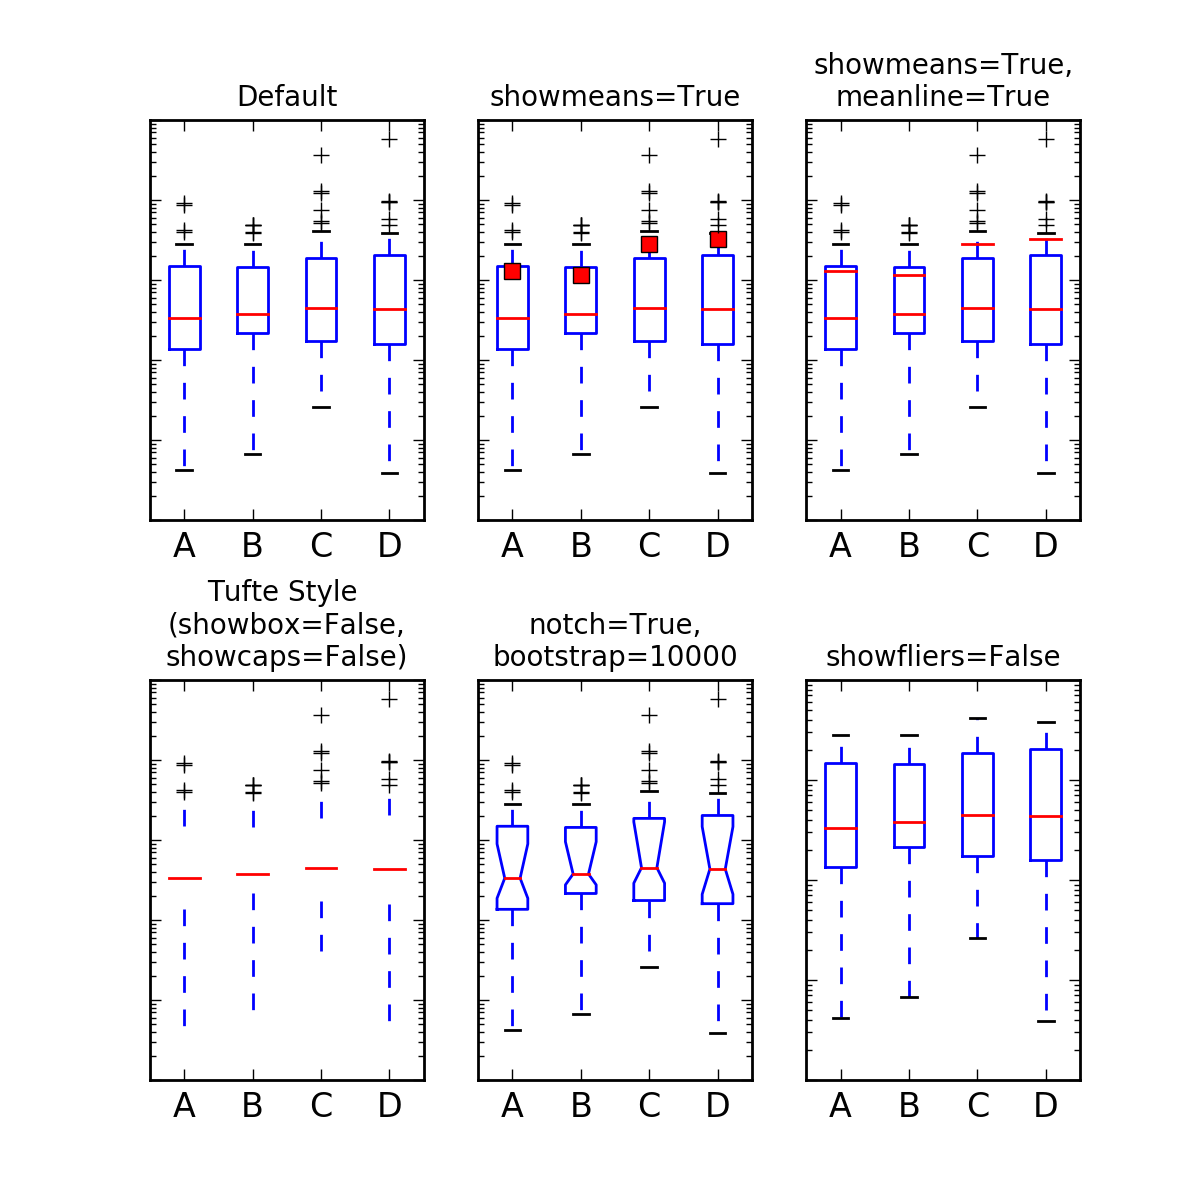 Default
showmeans=True
showmeans=True,
meanline=True
A B C D
A B C D
A B C D
Tufte Style
(showbox=False,
showcaps=False)
notch=True,
bootstrap=10000
showfliers=False
A B C D
A B C D
A B C D